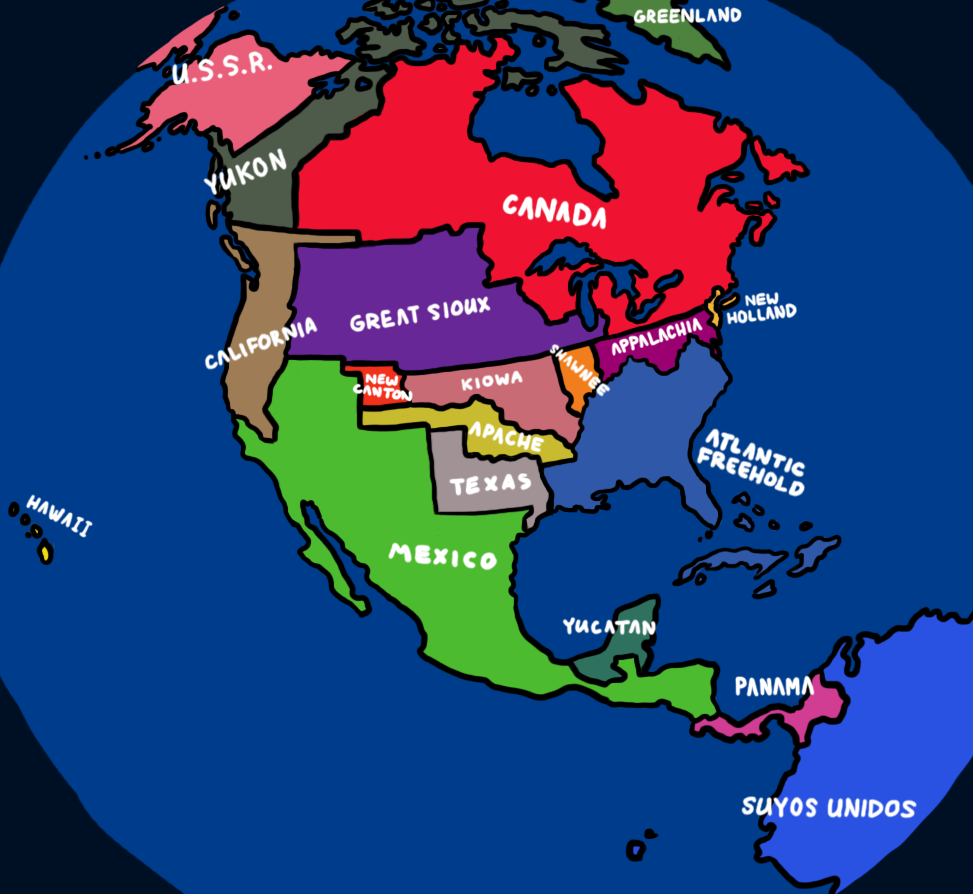 GREENLAND
U.S.S.R.
YUKON
CANADA
NEW
HOLLAND
GREAT SIOUX
CALIFORNIA
APPALACHIA
SHAWNEE
NEW
CANTON
KIOWA
APACHE
ATLANTIC
FREEHOLD
TEXAS
HAWAII
MEXICO
YUCATAN
PANAMA
SUYOS UNIDOS